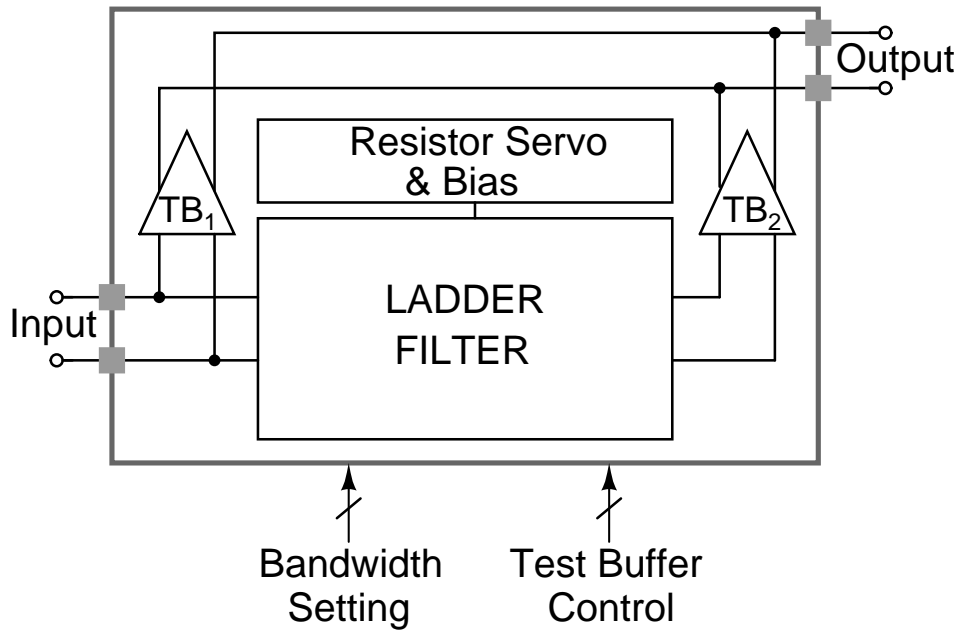 Output
Resistor Servo
& Bias
TB₁
TB₂
LADDER
FILTER
Input
Bandwidth
Setting
Test Buffer
Control